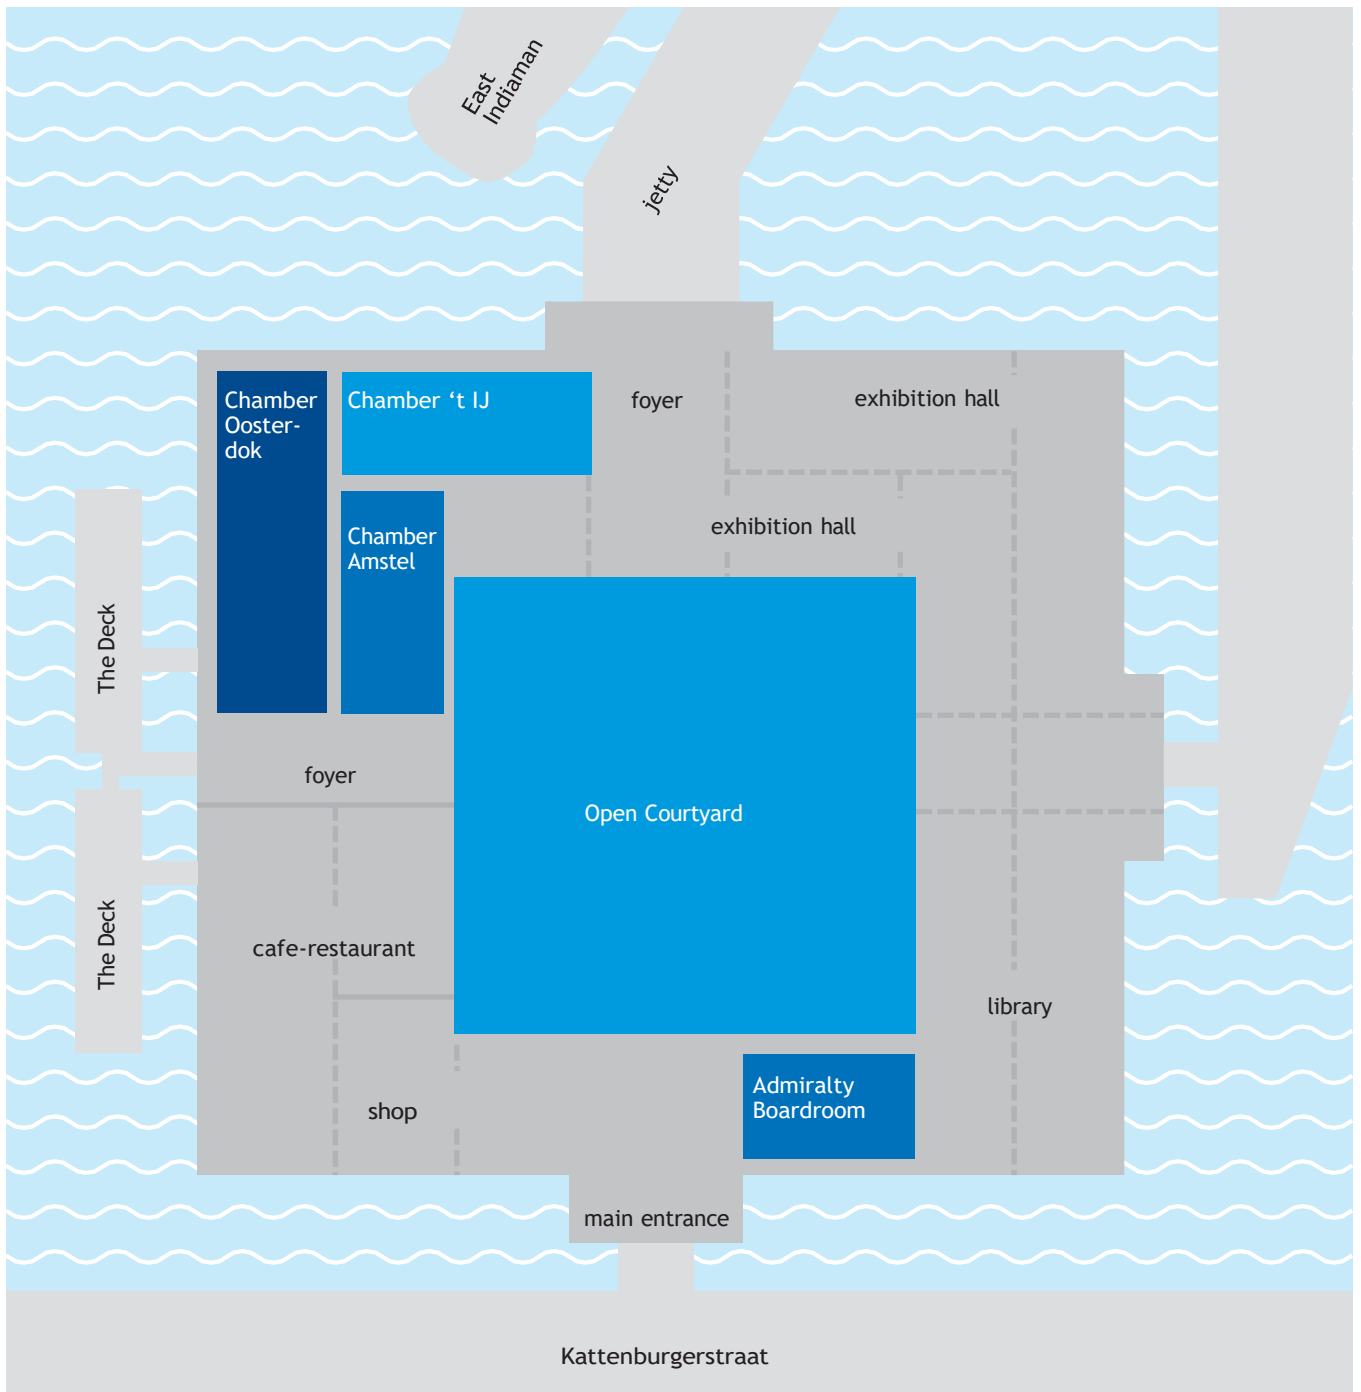 East
Indiaman
jetty
Chamber
Ooster-
dok
Chamber ‘t IJ
foyer
exhibition hall
Chamber
Amstel
exhibition hall
The Deck
foyer
Open Courtyard
The Deck
cafe-restaurant
library
shop
Admiralty
Boardroom
main entrance
Kattenburgerstraat